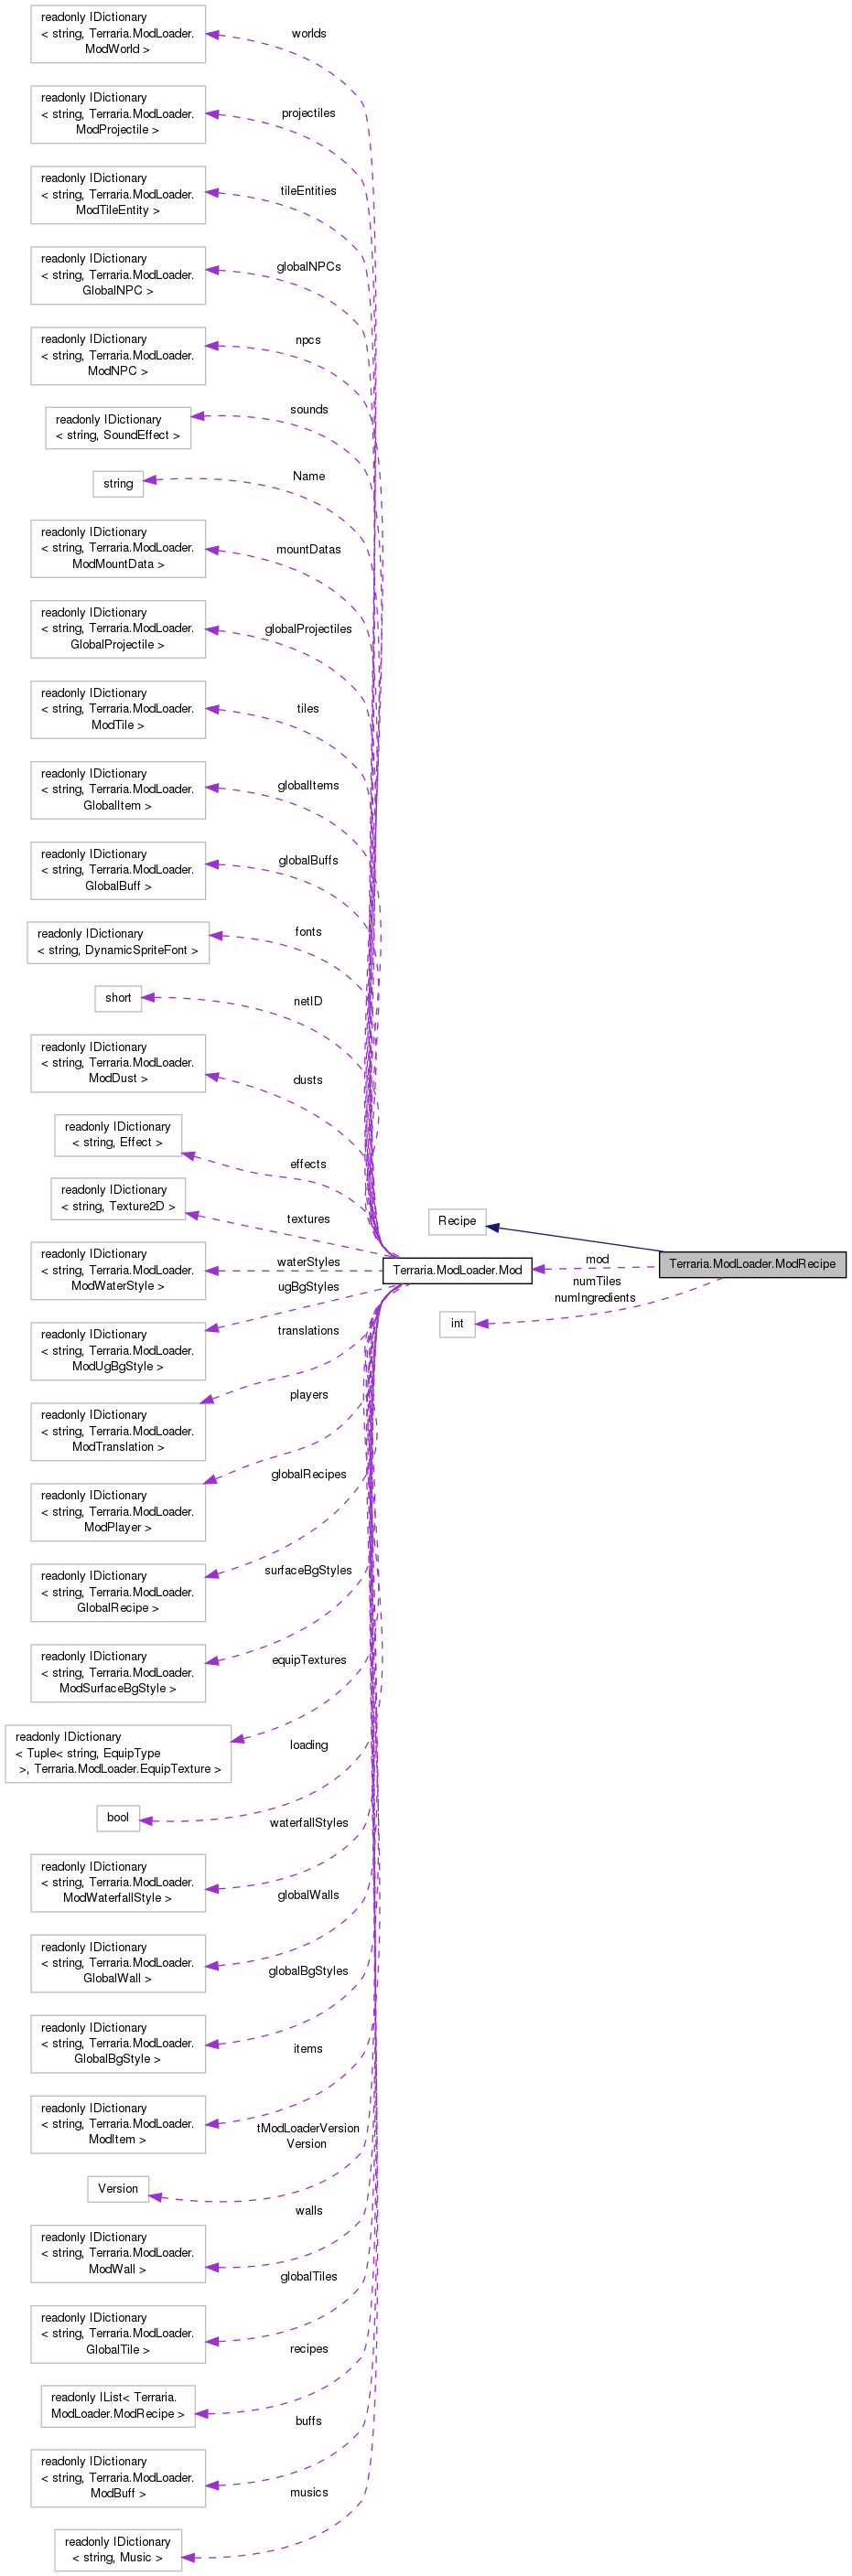 readonly IDictionary
< string, Terraria.ModLoader.
ModWorld >
worlds
readonly IDictionary
< string, Terraria.ModLoader.
ModProjectile >
projectiles
readonly IDictionary
< string, Terraria.ModLoader.
ModTileEntity >
tileEntities
readonly IDictionary
< string, Terraria.ModLoader.
GlobalNPC >
globalNPCs
readonly IDictionary
< string, Terraria.ModLoader.
ModNPC >
npcs
readonly IDictionary
< string, SoundEffect >
sounds
string
Name
readonly IDictionary
< string, Terraria.ModLoader.
ModMountData >
mountDatas
readonly IDictionary
< string, Terraria.ModLoader.
GlobalProjectile >
globalProjectiles
readonly IDictionary
< string, Terraria.ModLoader.
ModTile >
tiles
readonly IDictionary
< string, Terraria.ModLoader.
GlobalItem >
globalItems
readonly IDictionary
< string, Terraria.ModLoader.
GlobalBuff >
globalBuffs
readonly IDictionary
< string, DynamicSpriteFont >
fonts
short
netID
readonly IDictionary
< string, Terraria.ModLoader.
ModDust >
dusts
readonly IDictionary
< string, Effect >
effects
readonly IDictionary
< string, Texture2D >
textures
readonly IDictionary
< string, Terraria.ModLoader.
ModWaterStyle >
waterStyles
Terraria.ModLoader.Mod
Recipe
mod
Terraria.ModLoader.ModRecipe
numTiles
numIngredients
int
readonly IDictionary
< string, Terraria.ModLoader.
ModUgBgStyle >
ugBgStyles
readonly IDictionary
< string, Terraria.ModLoader.
ModTranslation >
translations
readonly IDictionary
< string, Terraria.ModLoader.
ModPlayer >
players
readonly IDictionary
< string, Terraria.ModLoader.
GlobalRecipe >
globalRecipes
readonly IDictionary
< string, Terraria.ModLoader.
ModSurfaceBgStyle >
surfaceBgStyles
readonly IDictionary
< Tuple< string, EquipType
>, Terraria.ModLoader.EquipTexture >
equipTextures
bool
loading
readonly IDictionary
< string, Terraria.ModLoader.
ModWaterfallStyle >
waterfallStyles
readonly IDictionary
< string, Terraria.ModLoader.
GlobalWall >
globalWalls
readonly IDictionary
< string, Terraria.ModLoader.
GlobalBgStyle >
globalBgStyles
readonly IDictionary
< string, Terraria.ModLoader.
ModItem >
items
Version
tModLoaderVersion
Version
readonly IDictionary
< string, Terraria.ModLoader.
ModWall >
walls
readonly IDictionary
< string, Terraria.ModLoader.
GlobalTile >
globalTiles
readonly IList< Terraria.
ModLoader.ModRecipe >
recipes
readonly IDictionary
< string, Terraria.ModLoader.
ModBuff >
buffs
readonly IDictionary
< string, Music >
musics